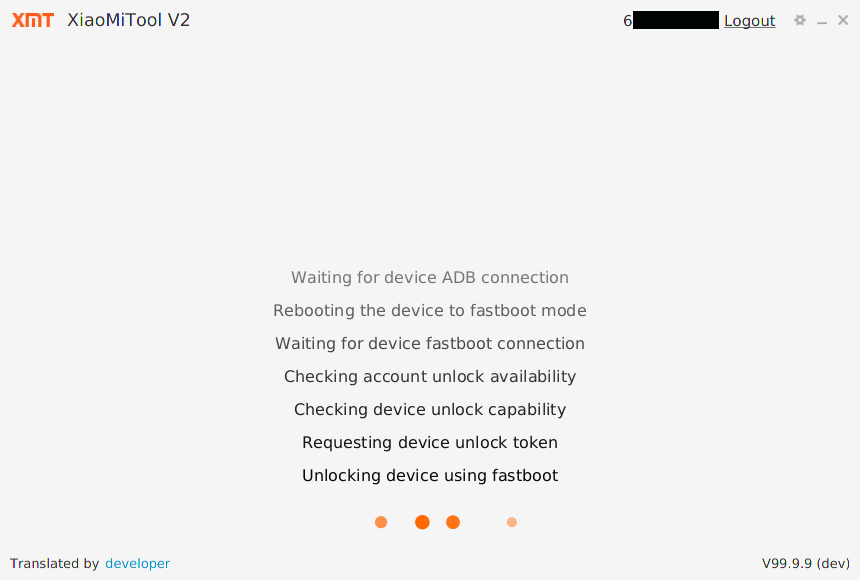 XMT XiaoMiTool V2 6 Logout
Waiting for device ADB connection
Rebooting the device to fastboot mode
Waiting for device fastboot connection
Checking account unlock availability
Checking device unlock capability
Requesting device unlock token
Unlocking device using fastboot
Translated by developer V99.9.9 (dev)